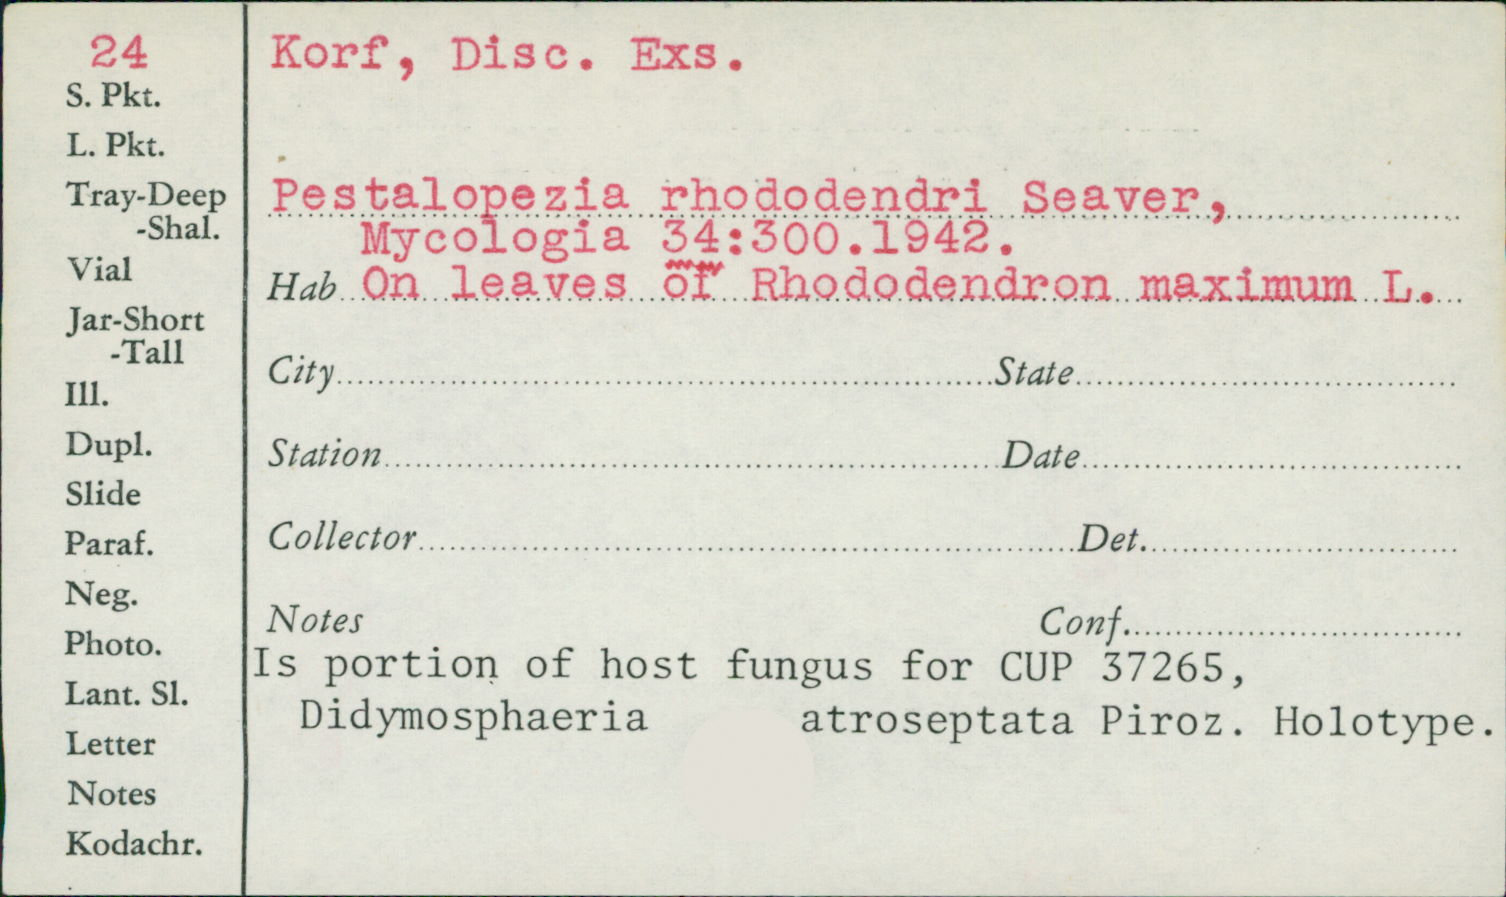 24
S. Pkt.
L. Pkt.
Tray-Deep
-Shal.
Vial
Jar-Short
-Tall
Ill.
Dupl.
Slide
Paraf.
Neg.
Photo.
Lant. Sl.
Letter
Notes
Kodachr.
Korf, Disc. Exs.
Pestalopezia rhododendri Seaver,
Mycologia 34:300.1942.
Hab On leaves of Rhododendron maximum L.
City State
Station Date
Collector Det.
Notes Conf.
Is portion of host fungus for CUP 37265,
Didymosphaeria atroseptata Piroz. Holotype.